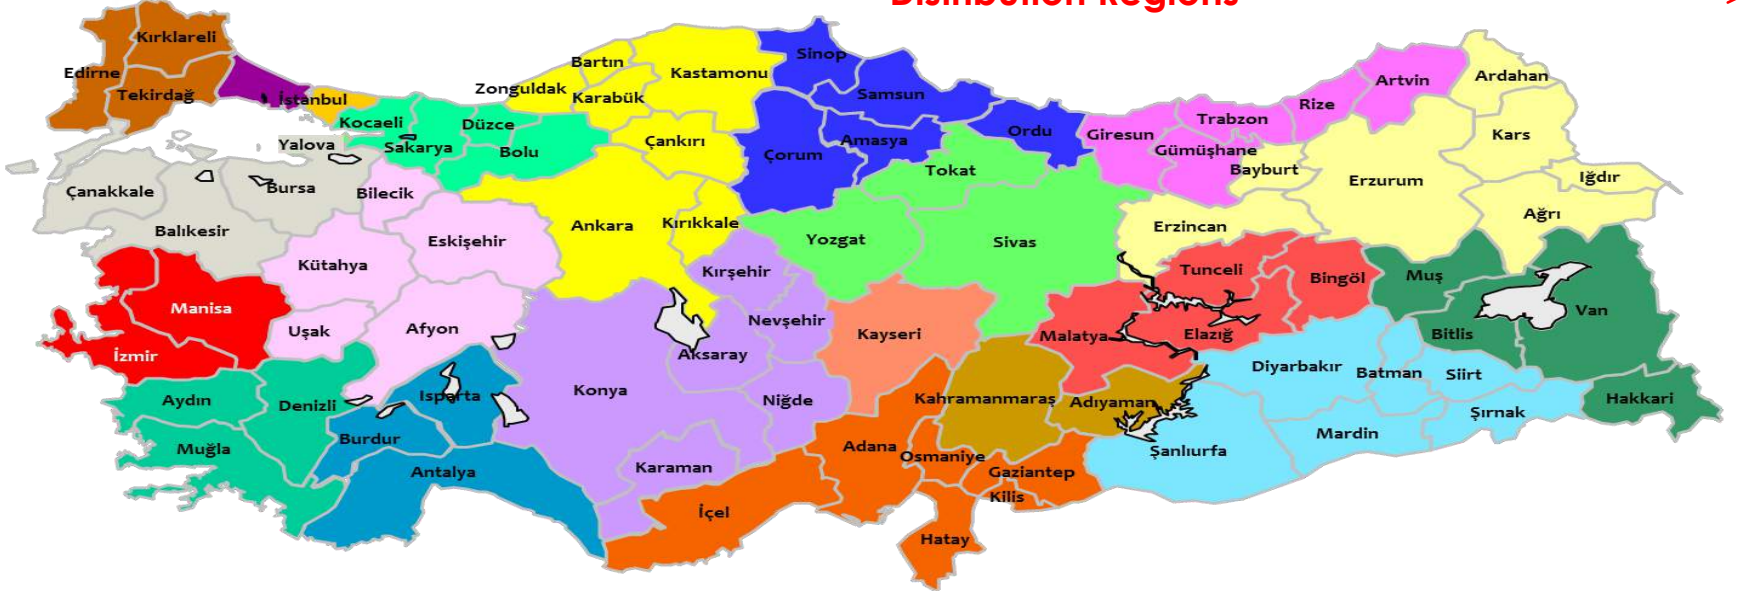 Distribution Regions
Kırklareli
Edirne
Tekirdağ
İstanbul
Kocaeli
Yalova
Sakarya
Düzce
Bolu
Zonguldak
Bartın
Karabük
Kastamonu
Çankırı
Sinop
Samsun
Çorum
Amasya
Ordu
Tokat
Giresun
Trabzon
Gümüşhane
Rize
Artvin
Ardahan
Kars
Bayburt
Erzurum
Iğdır
Ağrı
Erzincan
Çanakkale
Bursa
Bilecik
Balıkesir
Eskişehir
Kütahya
Ankara
Kırıkkale
Yozgat
Sivas
Kırşehir
Manisa
Uşak
Afyon
İzmir
Nevşehir
Aksaray
Kayseri
Malatya
Tunceli
Bingöl
Elazığ
Muş
Bitlis
Van
Aydın
Denizli
Isparta
Konya
Niğde
Kahramanmaraş
Adıyaman
Diyarbakır
Batman
Siirt
Şırnak
Hakkari
Muğla
Burdur
Antalya
Karaman
Adana
Osmaniye
Gaziantep
Kilis
Şanlıurfa
Mardin
İçel
Hatay